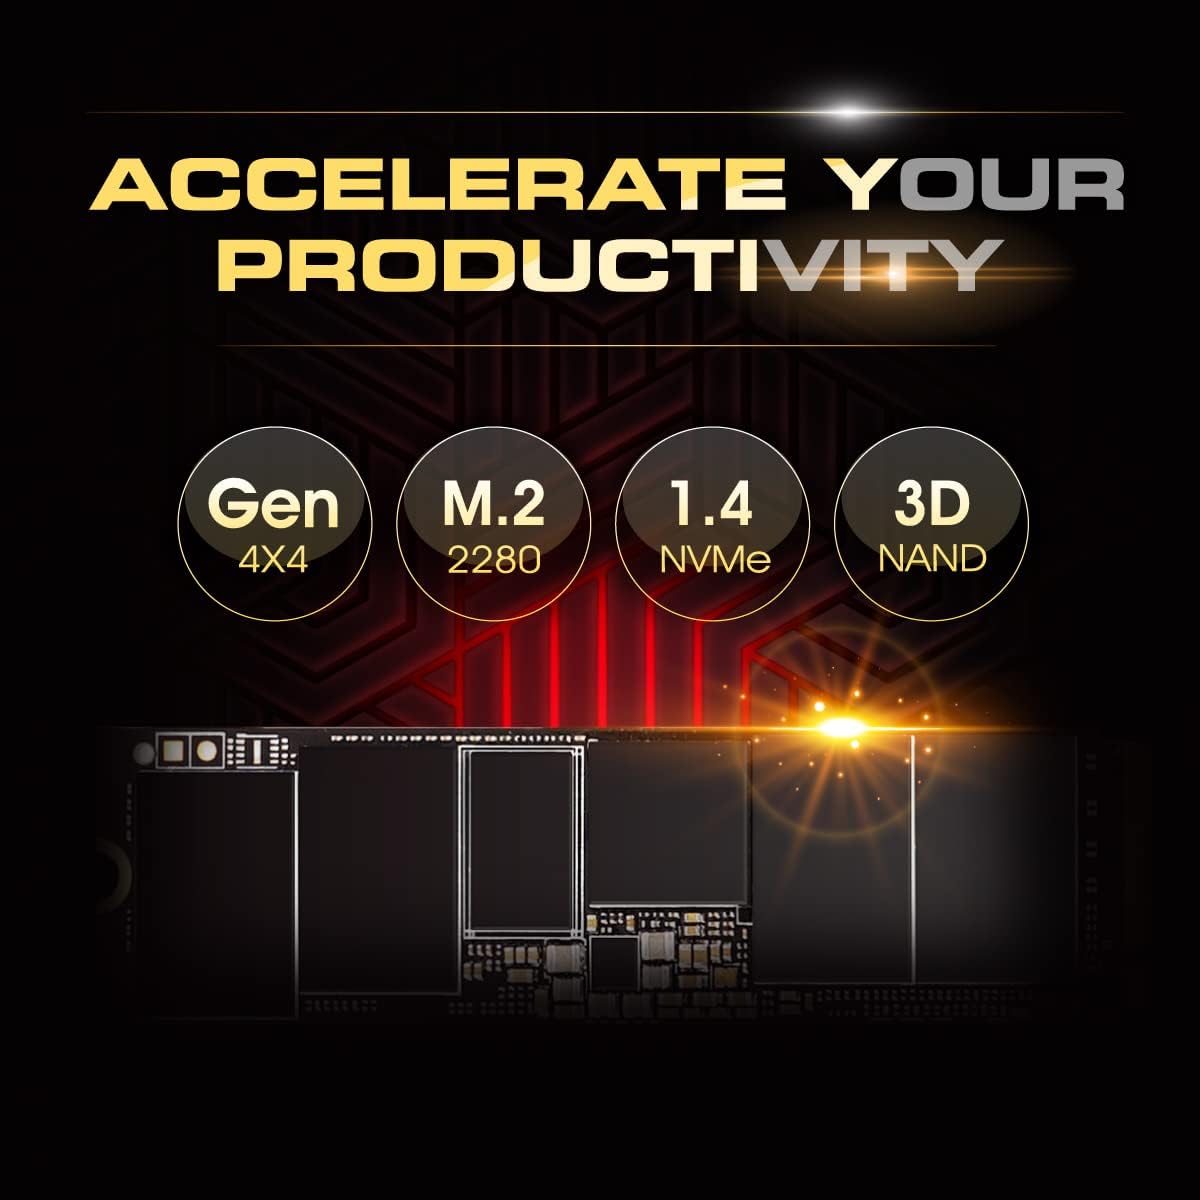 ACCELERATE YOUR
PRODUCTIVITY
Gen
4X4
M.2
2280
1.4
NVMe
3D
NAND